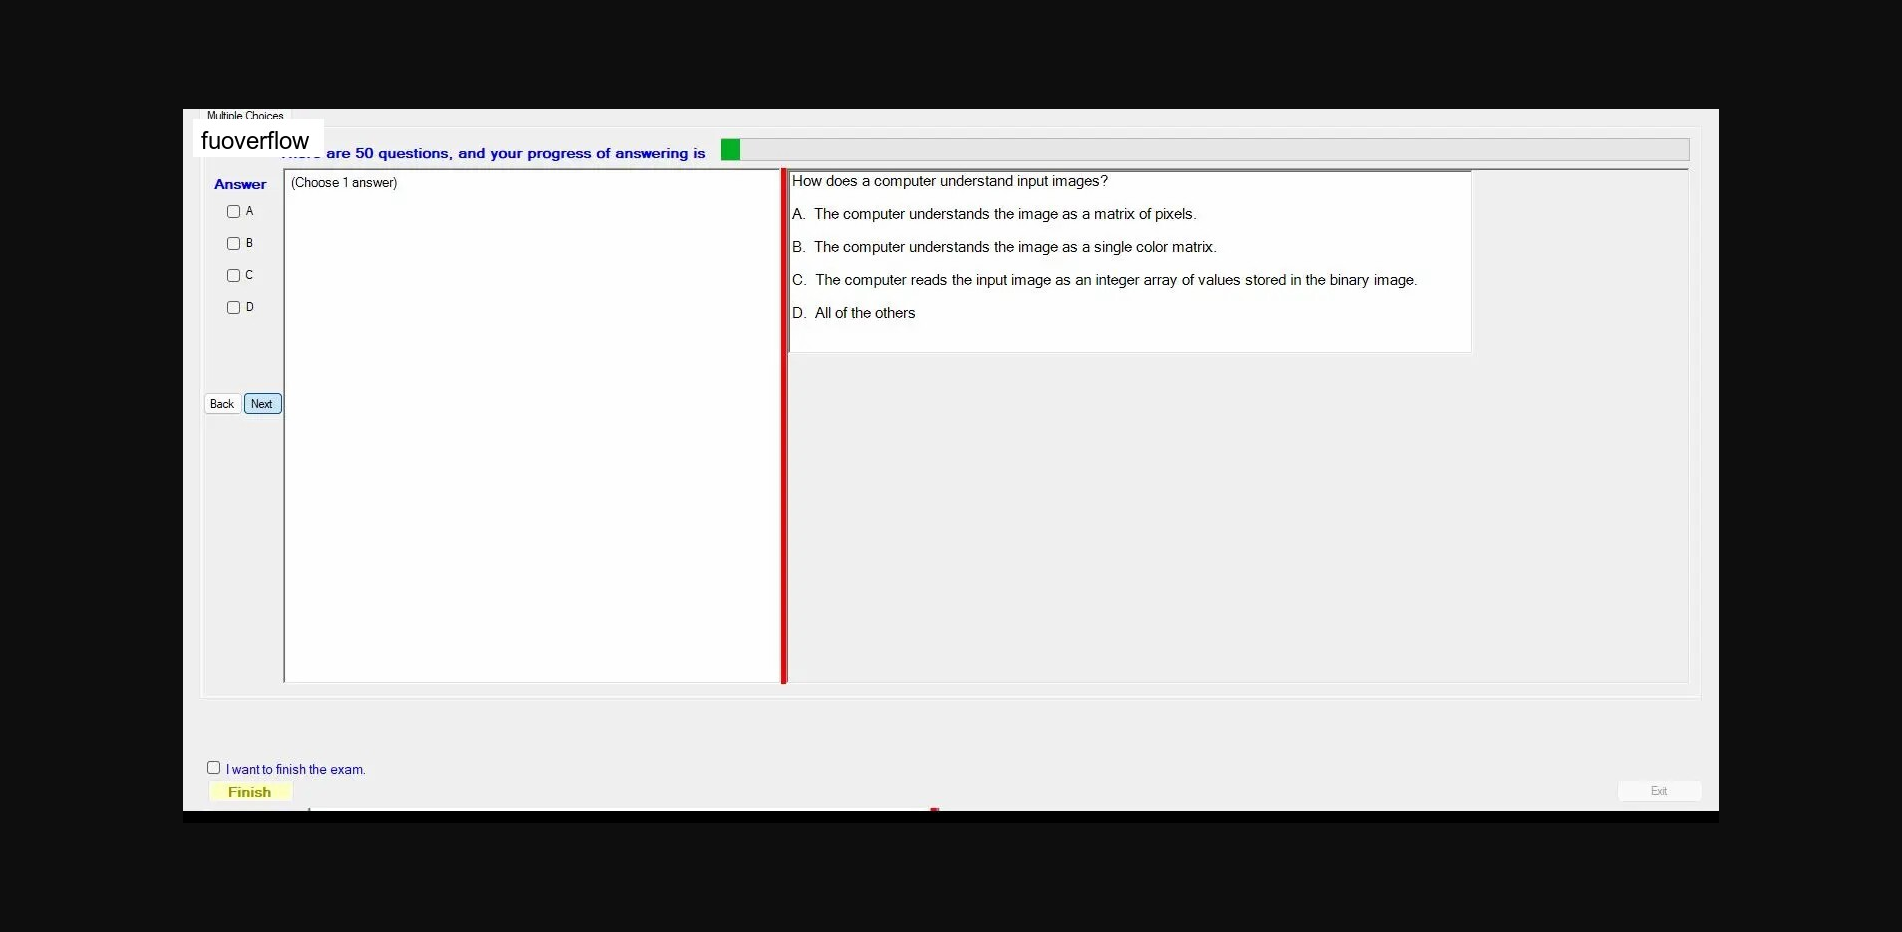 Multiple Choices
fuoverflow
are 50 questions, and your progress of answering is
Answer
(Choose 1 answer)
A
B
C
D
Back
Next
How does a computer understand input images?
A. The computer understands the image as a matrix of pixels.
B. The computer understands the image as a single color matrix.
C. The computer reads the input image as an integer array of values stored in the binary image.
D. All of the others
I want to finish the exam.
Finish
Exit